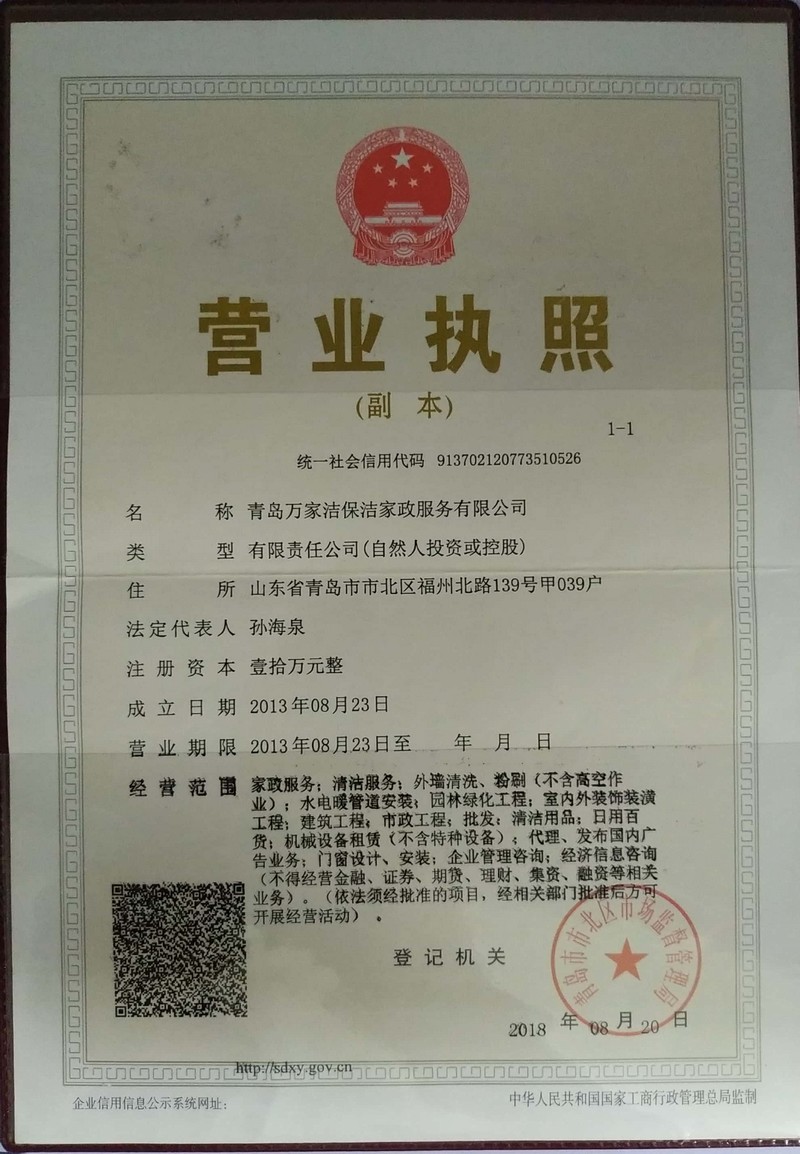 营业执照
(副 本)
1-1
统一社会信用代码 913702120773510526
名 称 青岛万家洁保洁家政服务有限公司
类 型 有限责任公司(自然人投资或控股)
住 所 山东省青岛市市北区福州北路139号甲039户
法定代表人 孙海泉
注册资本 壹拾万元整
成立日期 2013年08月23日
营业期限 2013年08月23日至 年 月 日
经营范围 家政服务；清洁服务；外墙清洗、粉刷（不含高空作
业）；水电暖管道安装；园林绿化工程；室内外装饰装潢
工程；建筑工程；市政工程；批发：清洁用品；日用百
货；机械设备租赁（不含特种设备）；代理、发布国内广
告业务；门窗设计、安装；企业管理咨询；经济信息咨询
（不得经营金融、证券、期货、理财、集资、融资等相关
业务）。（依法须经批准的项目，经相关部门批准后方可
开展经营活动）。
登记机关
青岛市市北区市场监督管理局
2018 年 08 月 20 日
http://sdxy.gov.cn
企业信用信息公示系统网址：
中华人民共和国国家工商行政管理总局监制